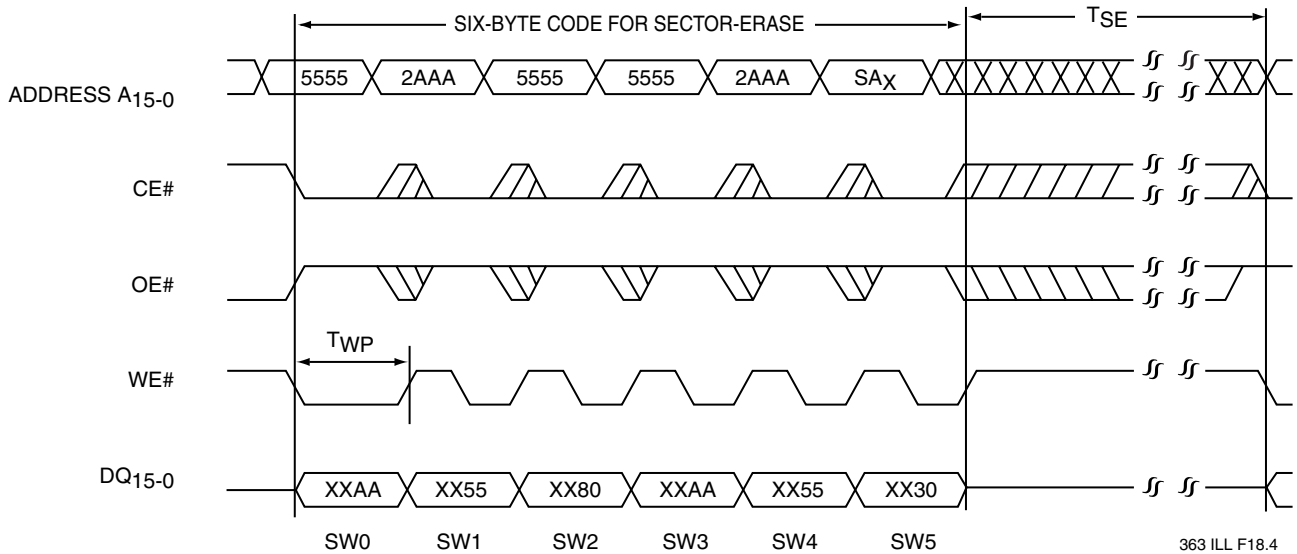 SIX-BYTE CODE FOR SECTOR-ERASE
TSE
ADDRESS A15-0
5555 2AAA 5555 5555 2AAA SAX
CE#
OE#
TWP
WE#
DQ15-0
XXAA XX55 XX80 XXAA XX55 XX30
SW0 SW1 SW2 SW3 SW4 SW5
363 ILL F18.4